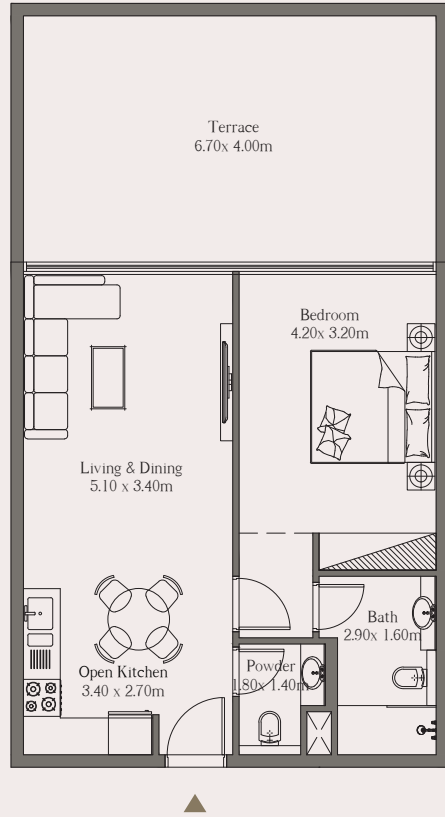 Terrace
6.70x 4.00m
Bedroom
4.20x 3.20m
Living & Dining
5.10 x 3.40m
Bath
2.90x 1.60m
Open Kitchen
3.40 x 2.70m
Powder
1.80x 1.40m